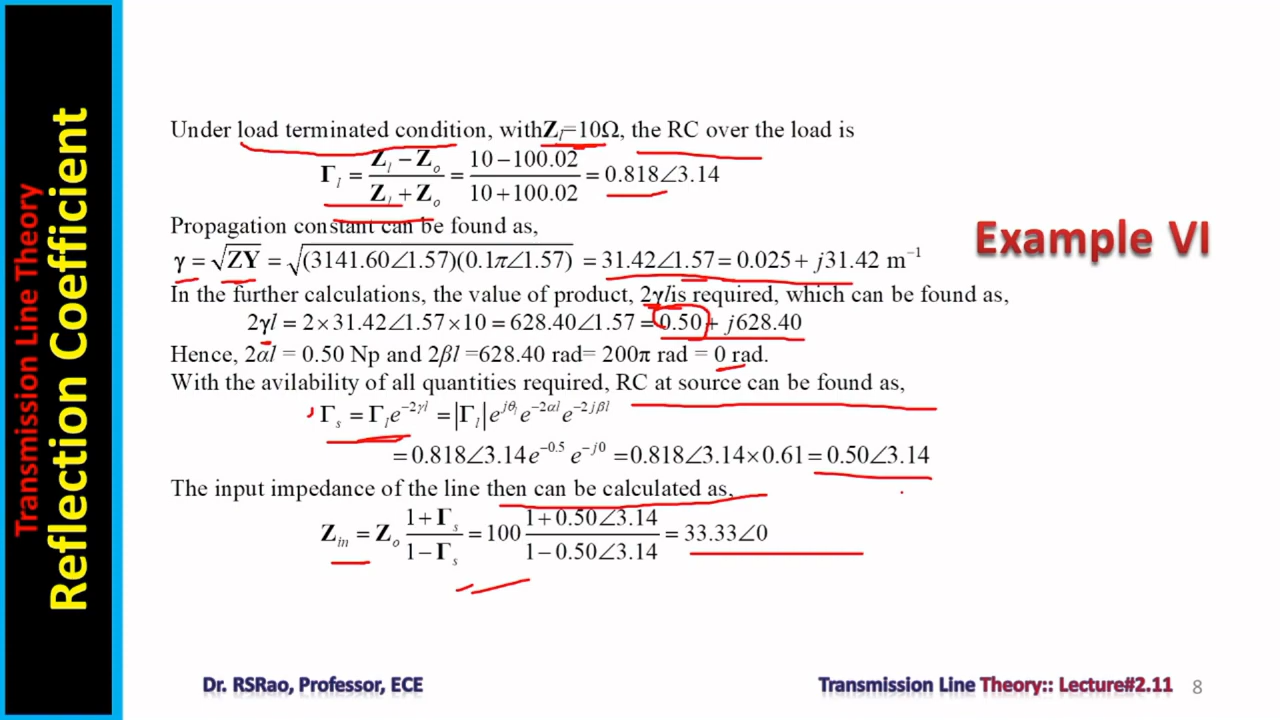 Transmission Line Theory
Reflection Coefficient
Under load terminated condition, withZl=10Ω, the RC over the load is
Γl = (Zl − Zo)/(Zl + Zo) = (10 − 100.02)/(10 + 100.02) = 0.818∠3.14
Propagation constant can be found as,
Example VI
γ = √ZY = √(3141.60∠1.57)(0.1π∠1.57) = 31.42∠1.57 = 0.025 + j31.42 m⁻¹
In the further calculations, the value of product, 2γlis required, which can be found as,
2γl = 2 × 31.42∠1.57 × 10 = 628.40∠1.57 = 0.50 + j628.40
Hence, 2αl = 0.50 Np and 2βl =628.40 rad= 200π rad = 0 rad.
With the avilability of all quantities required, RC at source can be found as,
Γs = Γl e^(−2γl) = |Γl| e^(jθl) e^(−2αl) e^(−2jβl)
= 0.818∠3.14 e^(−0.5) e^(−j0) = 0.818∠3.14 × 0.61 = 0.50∠3.14
The input impedance of the line then can be calculated as,
Zin = Zo (1 + Γs)/(1 − Γs) = 100 (1 + 0.50∠3.14)/(1 − 0.50∠3.14) = 33.33∠0
Dr. RSRao, Professor, ECE
Transmission Line Theory:: Lecture#2.11
8